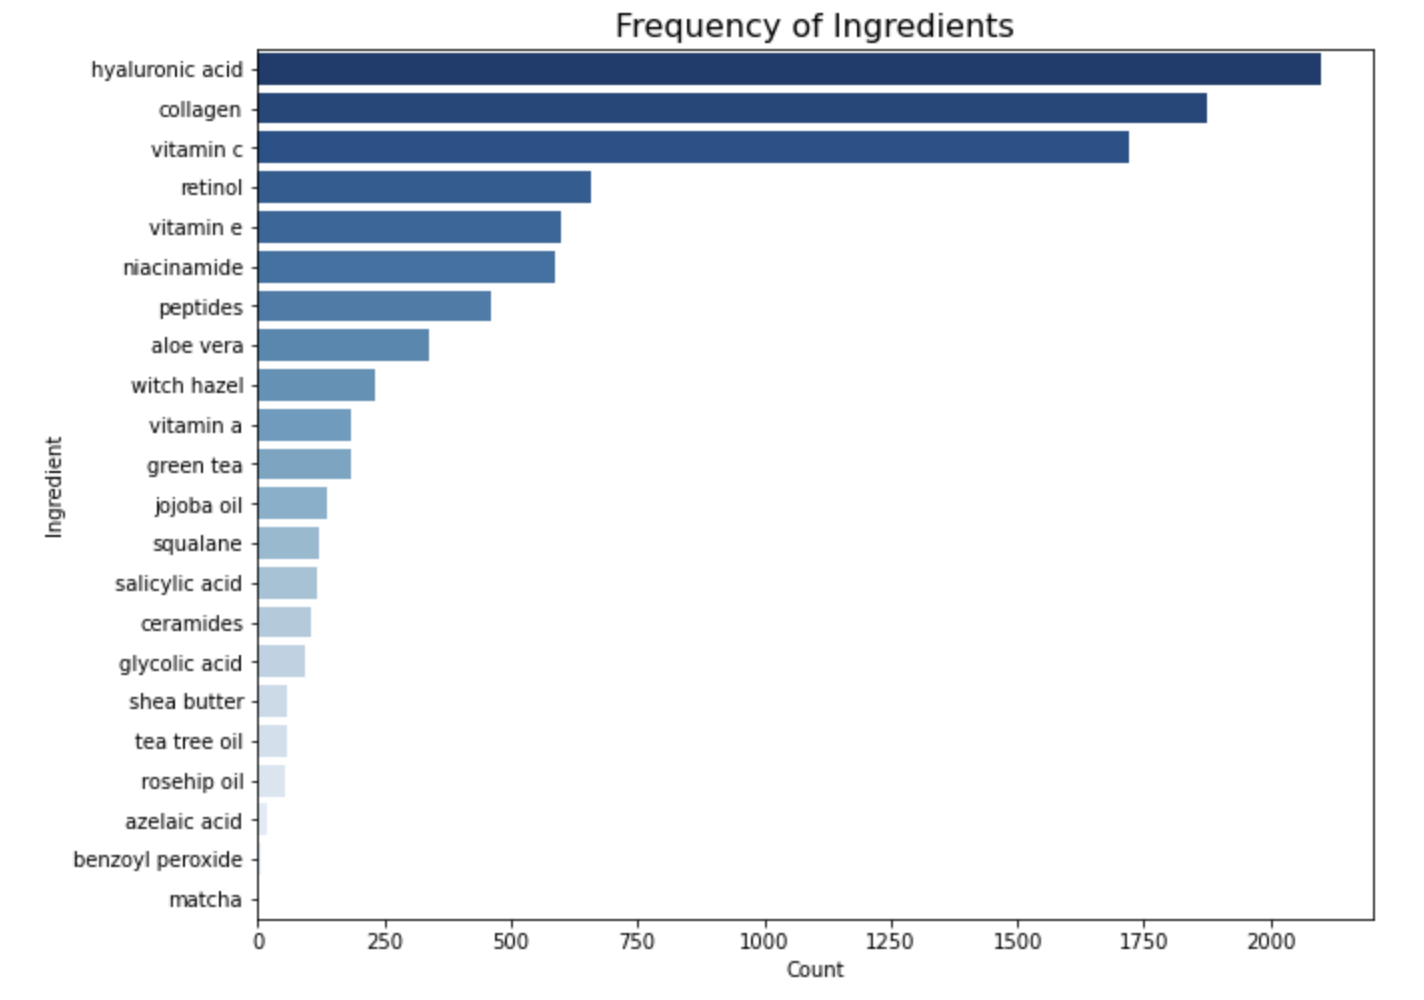 Frequency of Ingredients
hyaluronic acid
collagen
vitamin c
retinol
vitamin e
niacinamide
peptides
aloe vera
witch hazel
vitamin a
green tea
jojoba oil
squalane
salicylic acid
ceramides
glycolic acid
shea butter
tea tree oil
rosehip oil
azelaic acid
benzoyl peroxide
matcha
Ingredient
0 250 500 750 1000 1250 1500 1750 2000
Count